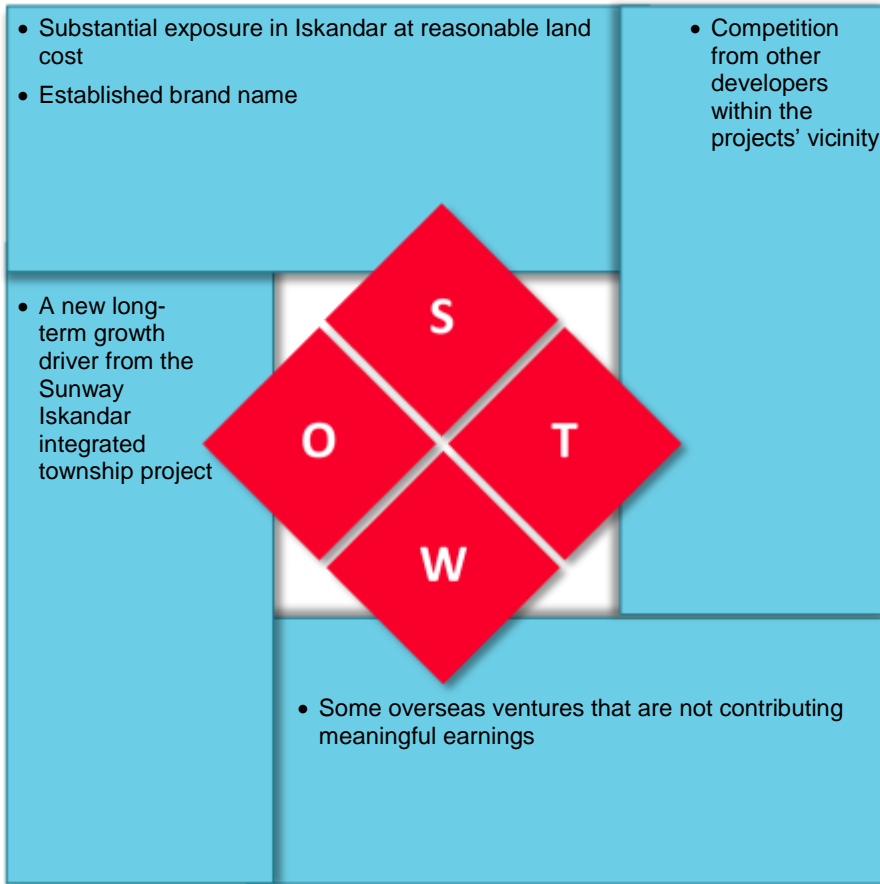 • Substantial exposure in Iskandar at reasonable land
cost
• Established brand name
• Competition
from other
developers
within the
projects’ vicinity
• A new long-
term growth
driver from the
Sunway
Iskandar
integrated
township project
S
O
T
W
• Some overseas ventures that are not contributing
meaningful earnings